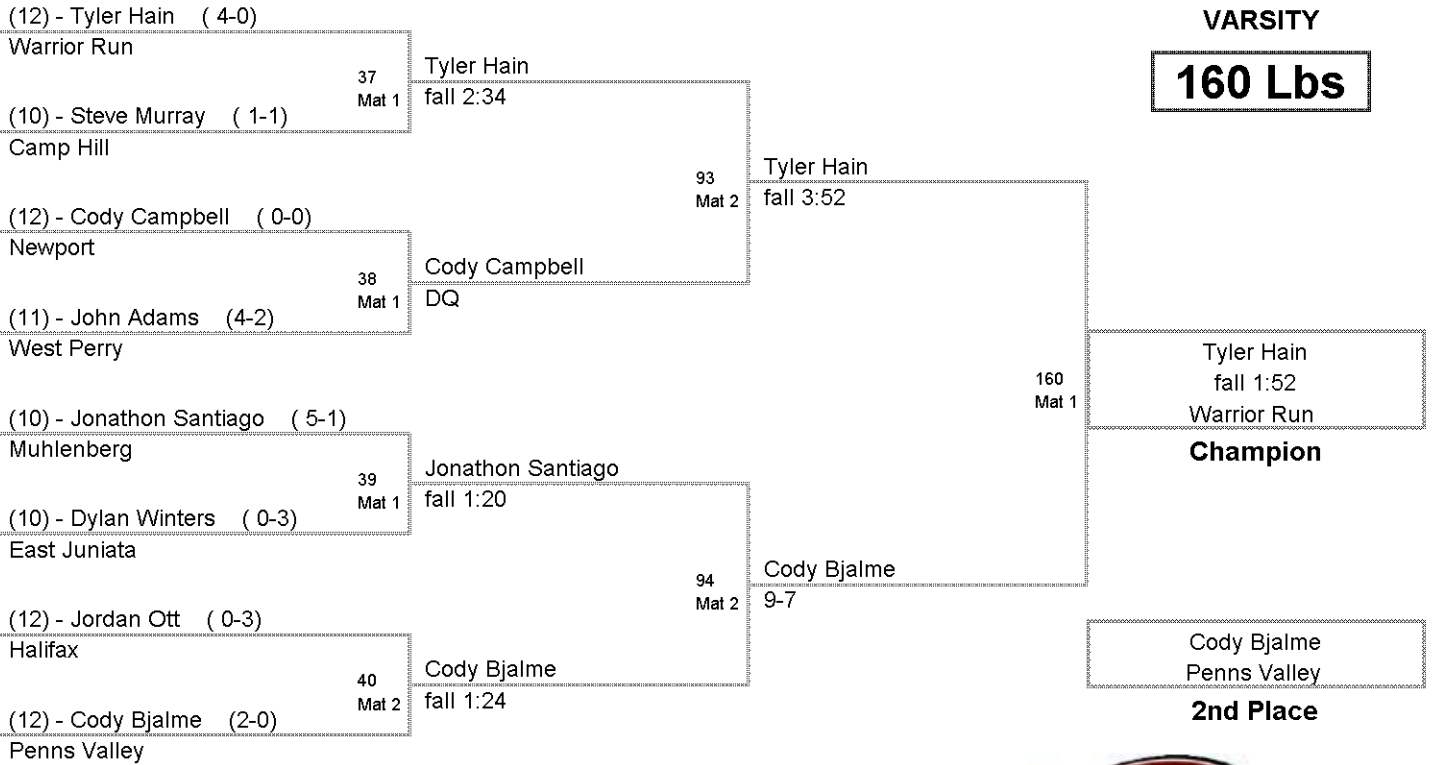 (12) - Tyler Hain ( 4-0)
Warrior Run
37
Mat 1
(10) - Steve Murray ( 1-1)
Camp Hill
(12) - Cody Campbell ( 0-0)
Newport
38
Mat 1
(11) - John Adams (4-2)
West Perry
(10) - Jonathon Santiago ( 5-1)
Muhlenberg
39
Mat 1
(10) - Dylan Winters ( 0-3)
East Juniata
(12) - Jordan Ott ( 0-3)
Halifax
40
Mat 2
(12) - Cody Bjalme (2-0)
Penns Valley
Tyler Hain
fall 2:34
93
Mat 2
Cody Campbell
DQ
Jonathon Santiago
fall 1:20
94
Mat 2
Cody Bjalme
fall 1:24
Tyler Hain
fall 3:52
160
Mat 1
Cody Bjalme
9-7
VARSITY
160 Lbs
Tyler Hain
fall 1:52
Warrior Run
Champion
Cody Bjalme
Penns Valley
2nd Place